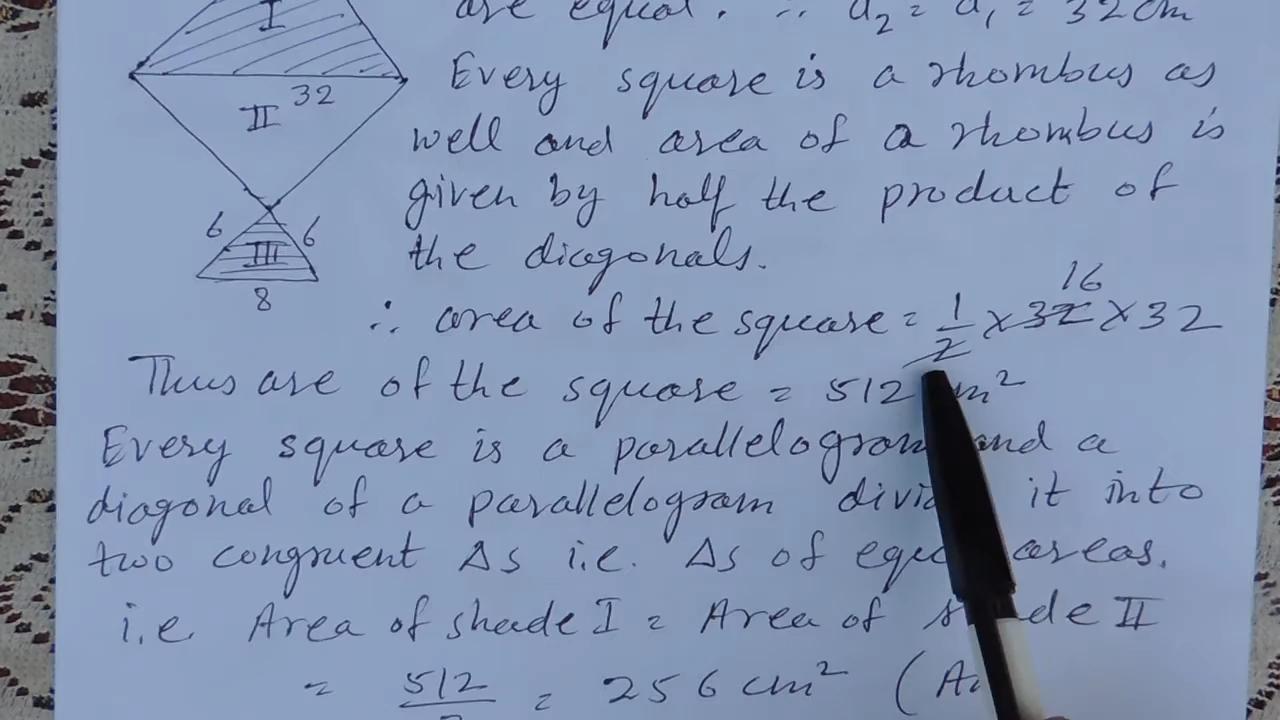 I are equal. ∴ d₂ = d₁ = 32 cm
32 Every square is a rhombus as
II well and area of a rhombus is
6 6 given by half the product of
III the diagonals.
8
16
∴ area of the square = 1/2 × 32 × 32
Thus are of the square = 512 m²
Every square is a parallelogram and a
diagonal of a parallelogram it into
two congruent Δs i.e. Δs of areas.
i.e Area of shade I = Area of II
= 512/2 = 256 cm² (